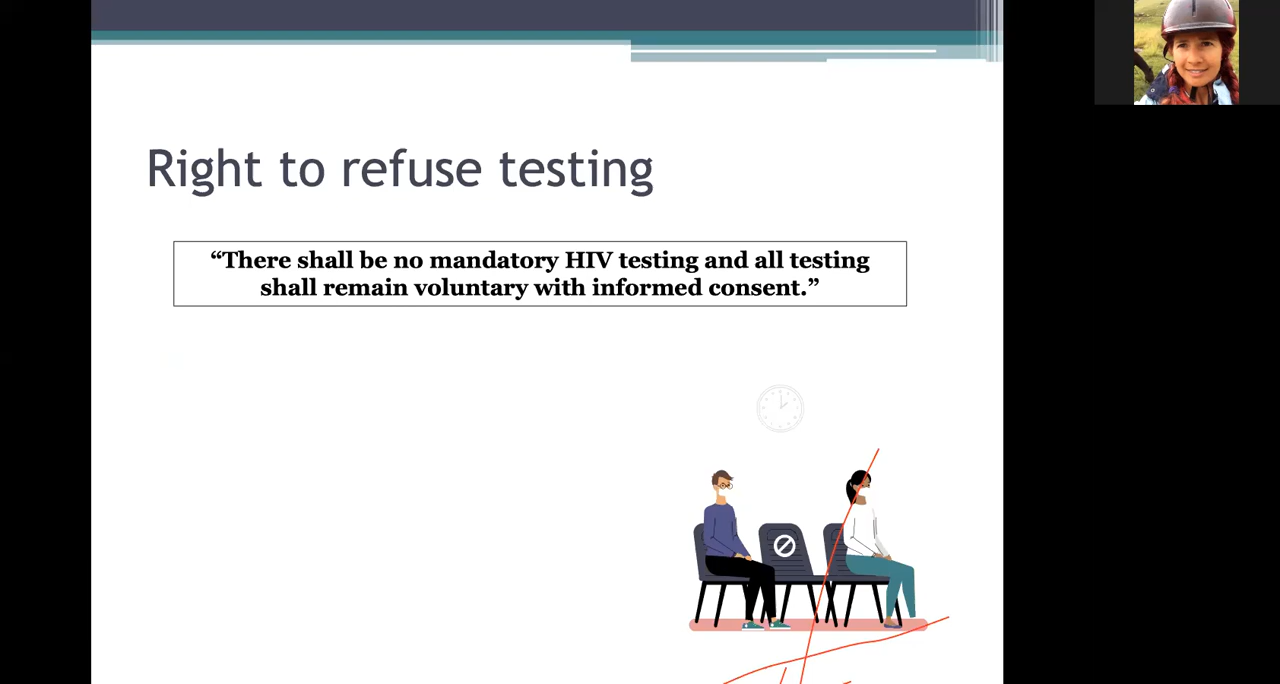 Right to refuse testing
“There shall be no mandatory HIV testing and all testing
shall remain voluntary with informed consent.”